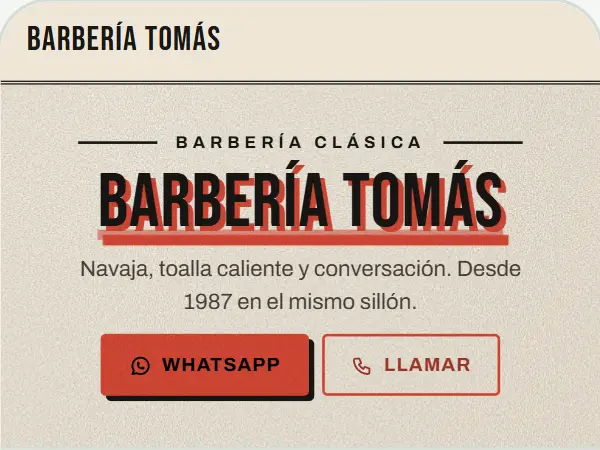 BARBERÍA TOMÁS
BARBERÍA CLÁSICA
BARBERÍA TOMÁS
Navaja, toalla caliente y conversación. Desde
1987 en el mismo sillón.
WHATSAPP
LLAMAR